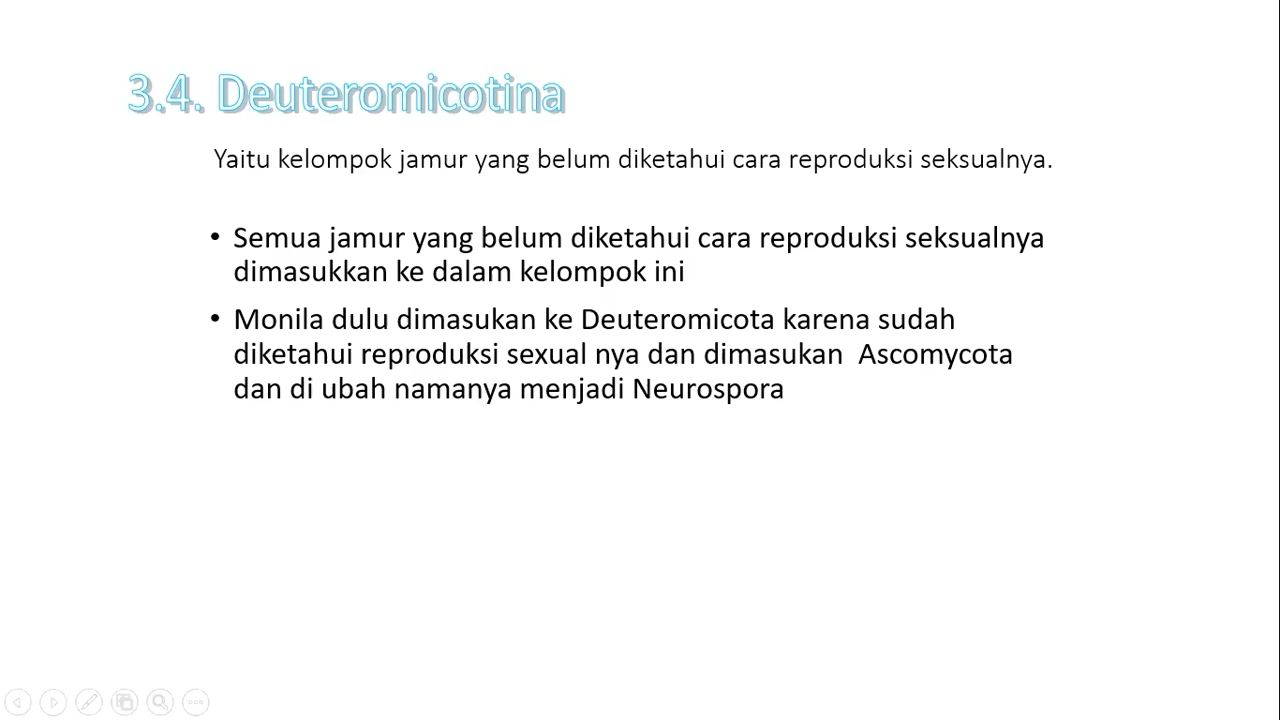 3.4. Deuteromicotina
Yaitu kelompok jamur yang belum diketahui cara reproduksi seksualnya.
• Semua jamur yang belum diketahui cara reproduksi seksualnya
dimasukkan ke dalam kelompok ini
• Monila dulu dimasukan ke Deuteromicota karena sudah
diketahui reproduksi sexual nya dan dimasukan  Ascomycota
dan di ubah namanya menjadi Neurospora